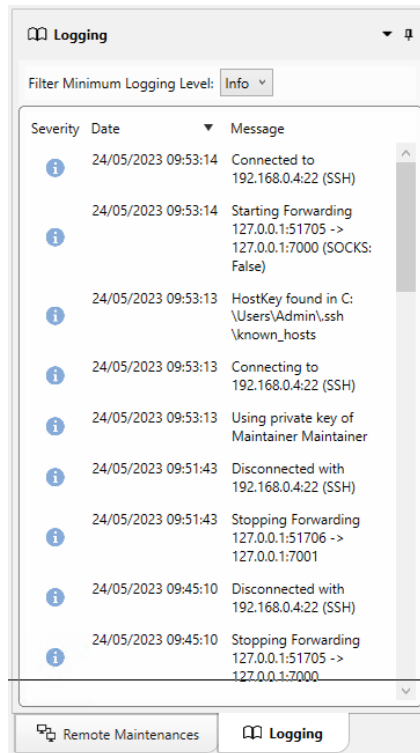 Logging
Filter Minimum Logging Level: Info
Severity Date Message
24/05/2023 09:53:14 Connected to
192.168.0.4:22 (SSH)
24/05/2023 09:53:14 Starting Forwarding
127.0.0.1:51705 ->
127.0.0.1:7000 (SOCKS:
False)
24/05/2023 09:53:13 HostKey found in C:
\Users\Admin\.ssh
\known_hosts
24/05/2023 09:53:13 Connecting to
192.168.0.4:22 (SSH)
24/05/2023 09:53:13 Using private key of
Maintainer Maintainer
24/05/2023 09:51:43 Disconnected with
192.168.0.4:22 (SSH)
24/05/2023 09:51:43 Stopping Forwarding
127.0.0.1:51706 ->
127.0.0.1:7001
24/05/2023 09:45:10 Disconnected with
192.168.0.4:22 (SSH)
24/05/2023 09:45:10 Stopping Forwarding
127.0.0.1:51705 ->
127.0.0.1:7000
Remote Maintenances Logging